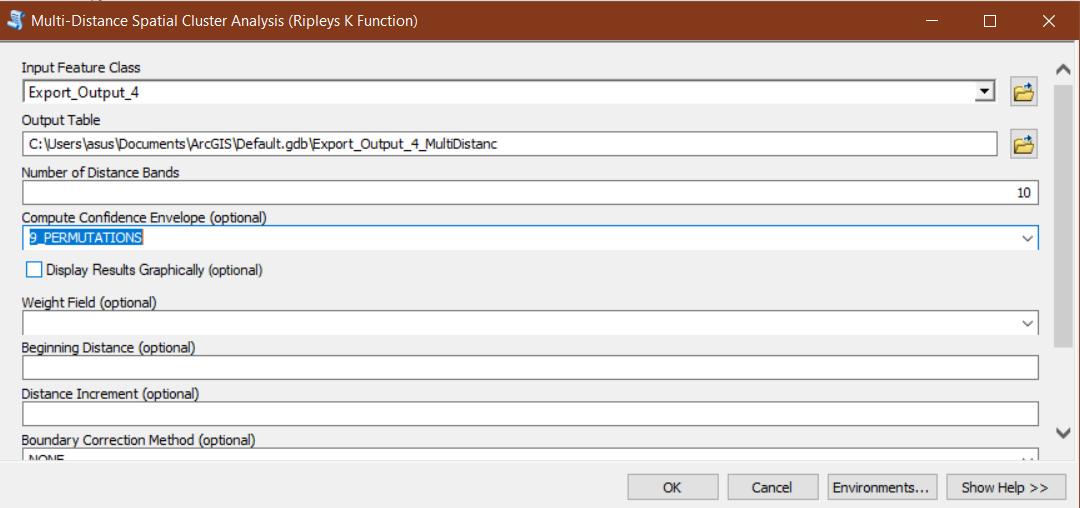 Multi-Distance Spatial Cluster Analysis (Ripleys K Function)
Input Feature Class
Export_Output_4
Output Table
C:\Users\asus\Documents\ArcGIS\Default.gdb\Export_Output_4_MultiDistanc
Number of Distance Bands
10
Compute Confidence Envelope (optional)
9_PERMUTATIONS
Display Results Graphically (optional)
Weight Field (optional)
Beginning Distance (optional)
Distance Increment (optional)
Boundary Correction Method (optional)
NONE
OK Cancel Environments... Show Help >>